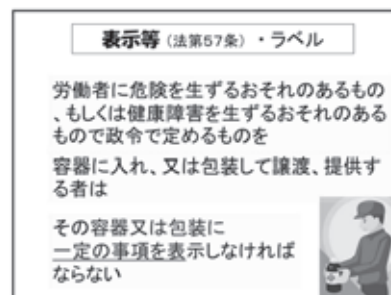 表示等（法第57条）・ラベル
労働者に危険を生ずるおそれのあるもの
、もしくは健康障害を生ずるおそれのある
もので政令で定めるものを
容器に入れ、又は包装して譲渡、提供す
る者は
その容器又は包装に
一定の事項を表示しなければ
ならない